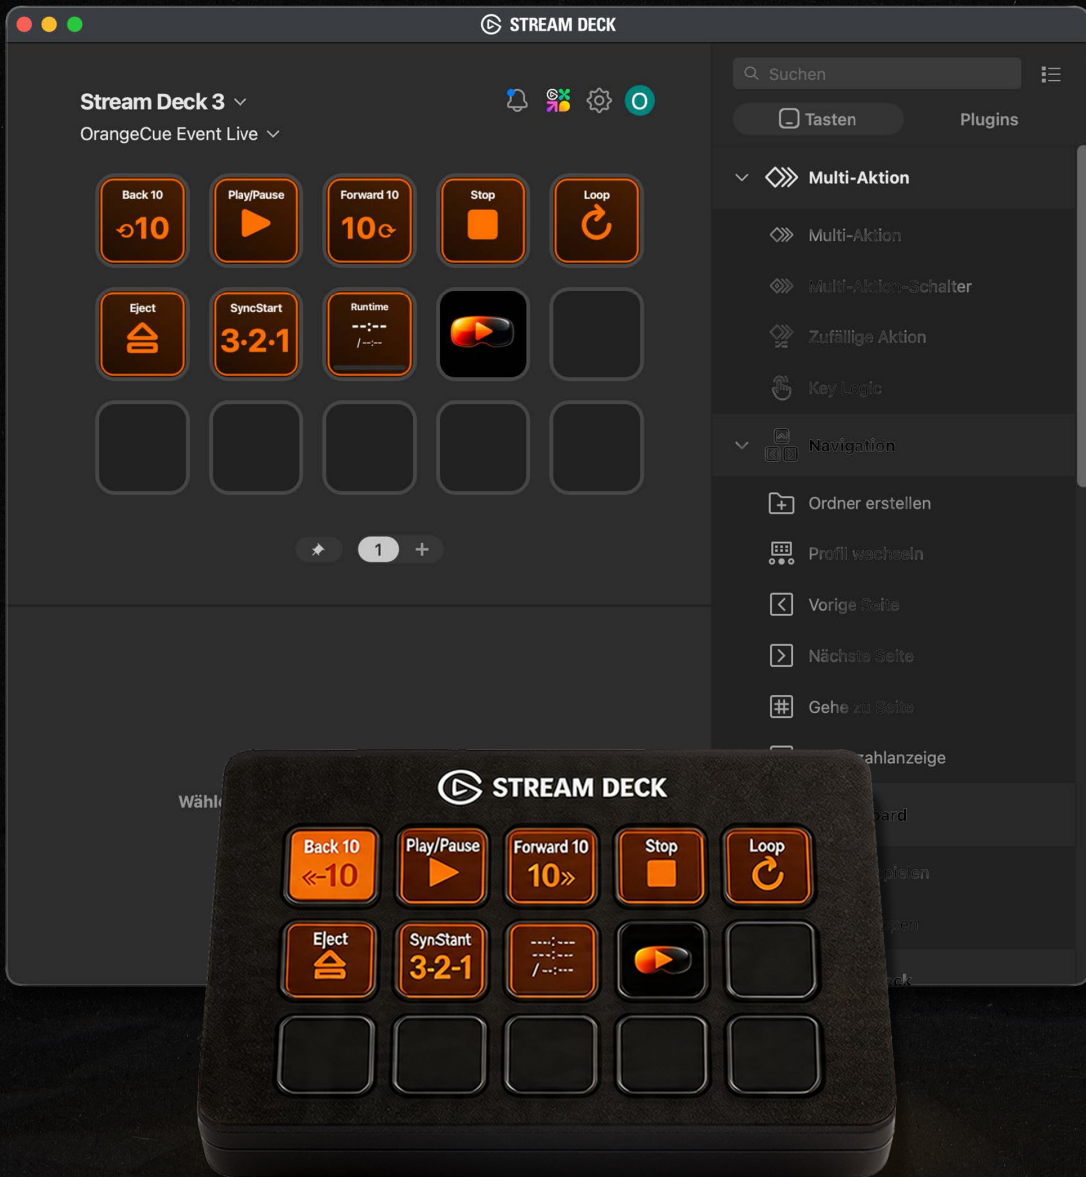 STREAM DECK
Stream Deck 3
OrangeCue Event Live
O
Back 10
10
Play/Pause
Forward 10
10
Stop
Loop
Eject
SyncStart
3·2·1
Runtime
--:--
/--:--
1
Suchen
Tasten
Plugins
Multi-Aktion
Multi-Aktion
Multi-Aktion-Schalter
Zufällige Aktion
Key Logic
Navigation
Ordner erstellen
Profil wechseln
Vorige Seite
Nächste Seite
Gehe zu Seite
zahlanzeige
Wähle
STREAM DECK
Back 10
«-10
Play/Pause
Forward 10
10»
Stop
Loop
Eject
SynStant
3-2-1
---:---
---:---
/--:---